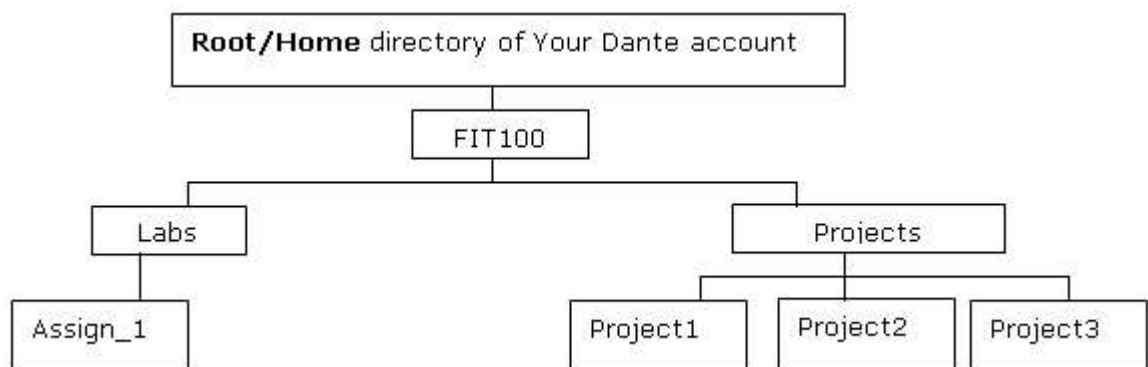 Root/Home directory of Your Dante account
FIT100
Labs
Projects
Assign_1
Project1
Project2
Project3